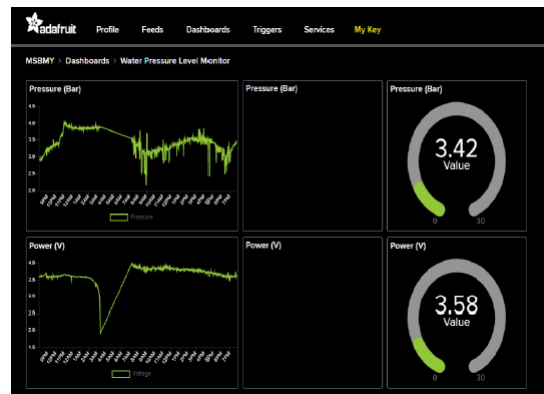 adafruit Profile Feeds Dashboards Triggers Services My Key
MSBMY > Dashboards > Water Pressure Level Monitor
Pressure (Bar)
4.5
4.0
3.5
3.0
2.5
2.0
Pressure
Pressure (Bar)
Pressure (Bar)
3.42
Value
0 30
Power (V)
4.0
3.5
3.0
2.0
1.5
Voltage
Power (V)
Power (V)
3.58
Value
0 30